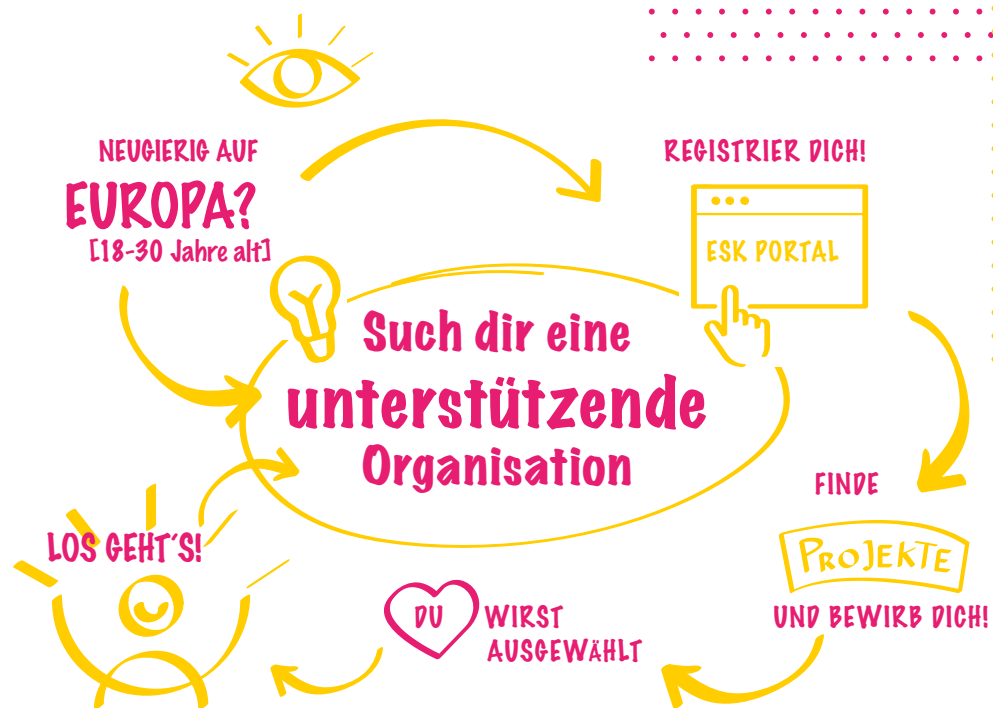 NEUGIERIG AUF
EUROPA?
[18-30 Jahre alt]
REGISTRIER DICH!
ESK PORTAL
Such dir eine
unterstützende
Organisation
FINDE
PROJEKTE
UND BEWIRB DICH!
DU WIRST
AUSGEWÄHLT
LOS GEHT´S!